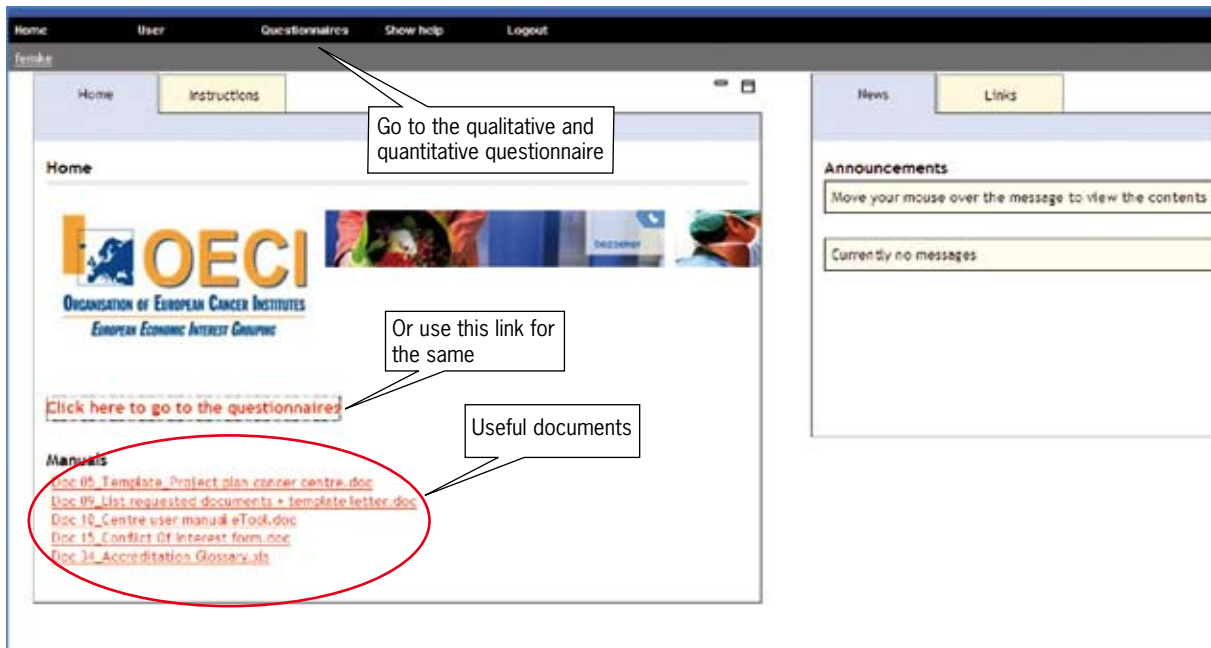 Home User Questionnaires Show help Logout
femke
Home Instructions
News Links
Go to the qualitative and
quantitative questionnaire
Home
Announcements
Move your mouse over the message to view the contents
bezoeker
Currently no messages
OECI
ORGANISATION OF EUROPEAN CANCER INSTITUTES
EUROPEAN ECONOMIC INTEREST GROUPING
Or use this link for
the same
Click here to go to the questionnaires
Useful documents
Manuals
Doc 05_Template_Project plan cancer centre.doc
Doc 09_List requested documents + template letter.doc
Doc 10_Centre user manual eTool.doc
Doc 15_Conflict Of Interest form.doc
Doc 34_Accreditation Glossary.xls